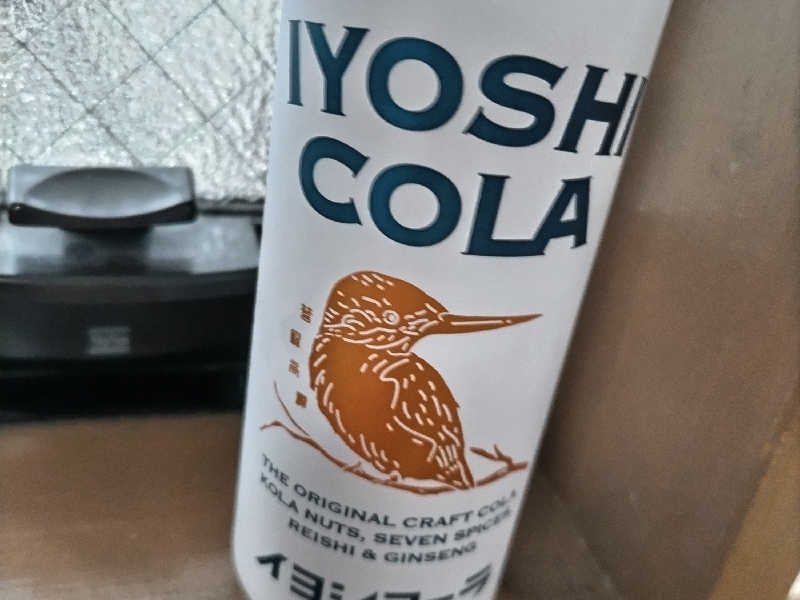 IYOSHI
COLA
THE ORIGINAL CRAFT COLA
KOLA NUTS, SEVEN SPICES,
REISHI & GINSENG
イヨシコーラ